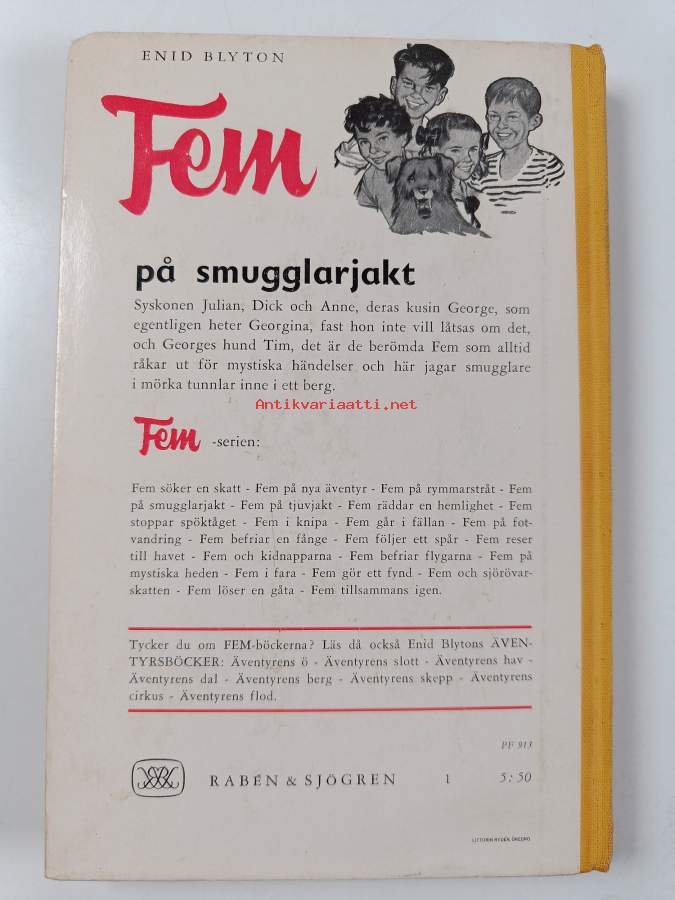 ENID BLYTON
Fem
på smugglarjakt
Syskonen Julian, Dick och Anne, deras kusin George, som
egentligen heter Georgina, fast hon inte vill låtsas om det,
och Georges hund Tim, det är de berömda Fem som alltid
råkar ut för mystiska händelser och här jagar smugglare
i mörka tunnlar inne i ett berg.
Antikvariaatti.net
Fem -serien:
Fem söker en skatt - Fem på nya äventyr - Fem på rymmarstråt - Fem
på smugglarjakt - Fem på tjuvjakt - Fem räddar en hemlighet - Fem
stoppar spöktåget - Fem i knipa - Fem går i fällan - Fem på fot-
vandring - Fem befriar en fånge - Fem följer ett spår - Fem reser
till havet - Fem och kidnapparna - Fem befriar flygarna - Fem på
mystiska heden - Fem i fara - Fem gör ett fynd - Fem och sjörövar-
skatten - Fem löser en gåta - Fem tillsammans igen.
Tycker du om FEM-böckerna? Läs då också Enid Blytons ÄVEN-
TYRSBÖCKER: Äventyrens ö - Äventyrens slott - Äventyrens hav -
Äventyrens dal - Äventyrens berg - Äventyrens skepp - Äventyrens
cirkus - Äventyrens flod.
PF 913
RABÉN & SJÖGREN 1 5:50
LITTORIN RYDÉN, ÖREBRO